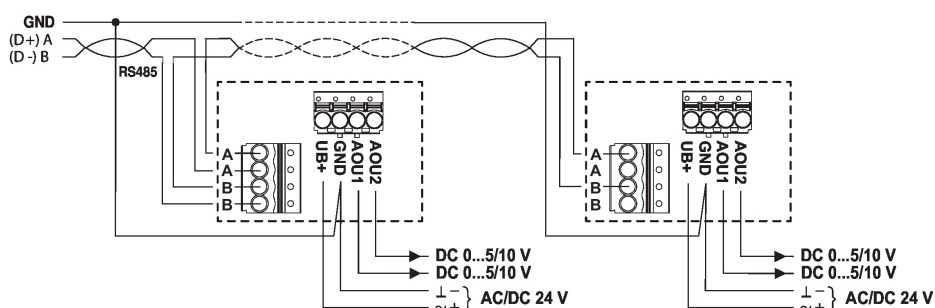 GND
(D+) A
(D -) B
RS485
A
A
B
B
UB+
GND
AOU1
AOU2
DC 0...5/10 V
DC 0...5/10 V
⊥ –
~/+
AC/DC 24 V
A
A
B
B
UB+
GND
AOU1
AOU2
DC 0...5/10 V
DC 0...5/10 V
⊥ –
~/+
AC/DC 24 V